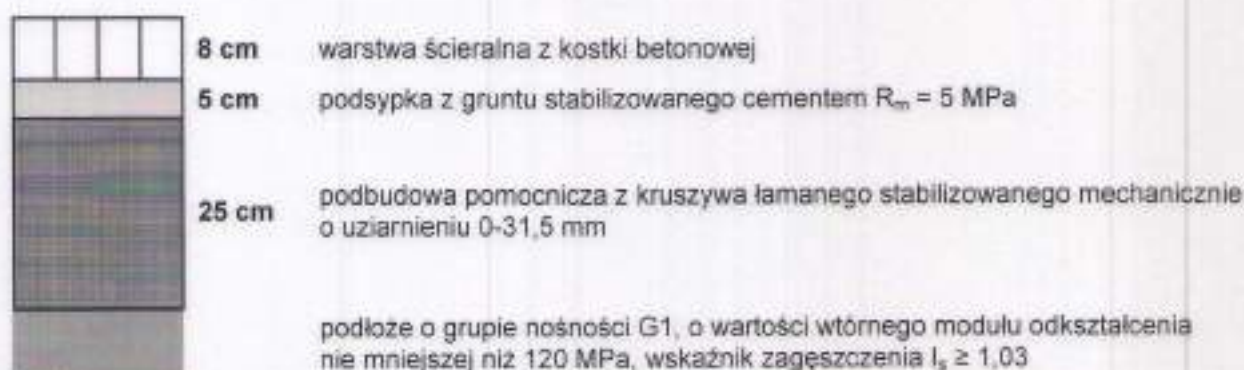 8 cm warstwa ścieralna z kostki betonowej
5 cm podsypka z gruntu stabilizowanego cementem Rm = 5 MPa
25 cm podbudowa pomocnicza z kruszywa łamanego stabilizowanego mechanicznie
o uziarnieniu 0-31,5 mm
podłoże o grupie nośności G1, o wartości wtórnego modułu odkształcenia
nie mniejszej niż 120 MPa, wskaźnik zagęszczenia Is ≥ 1,03